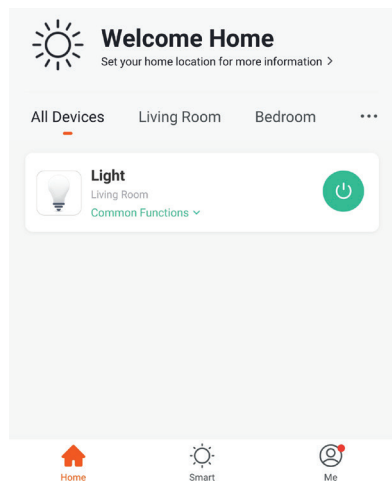 Welcome Home
Set your home location for more information >
All Devices Living Room Bedroom ...
Light
Living Room
Common Functions
Home Smart Me